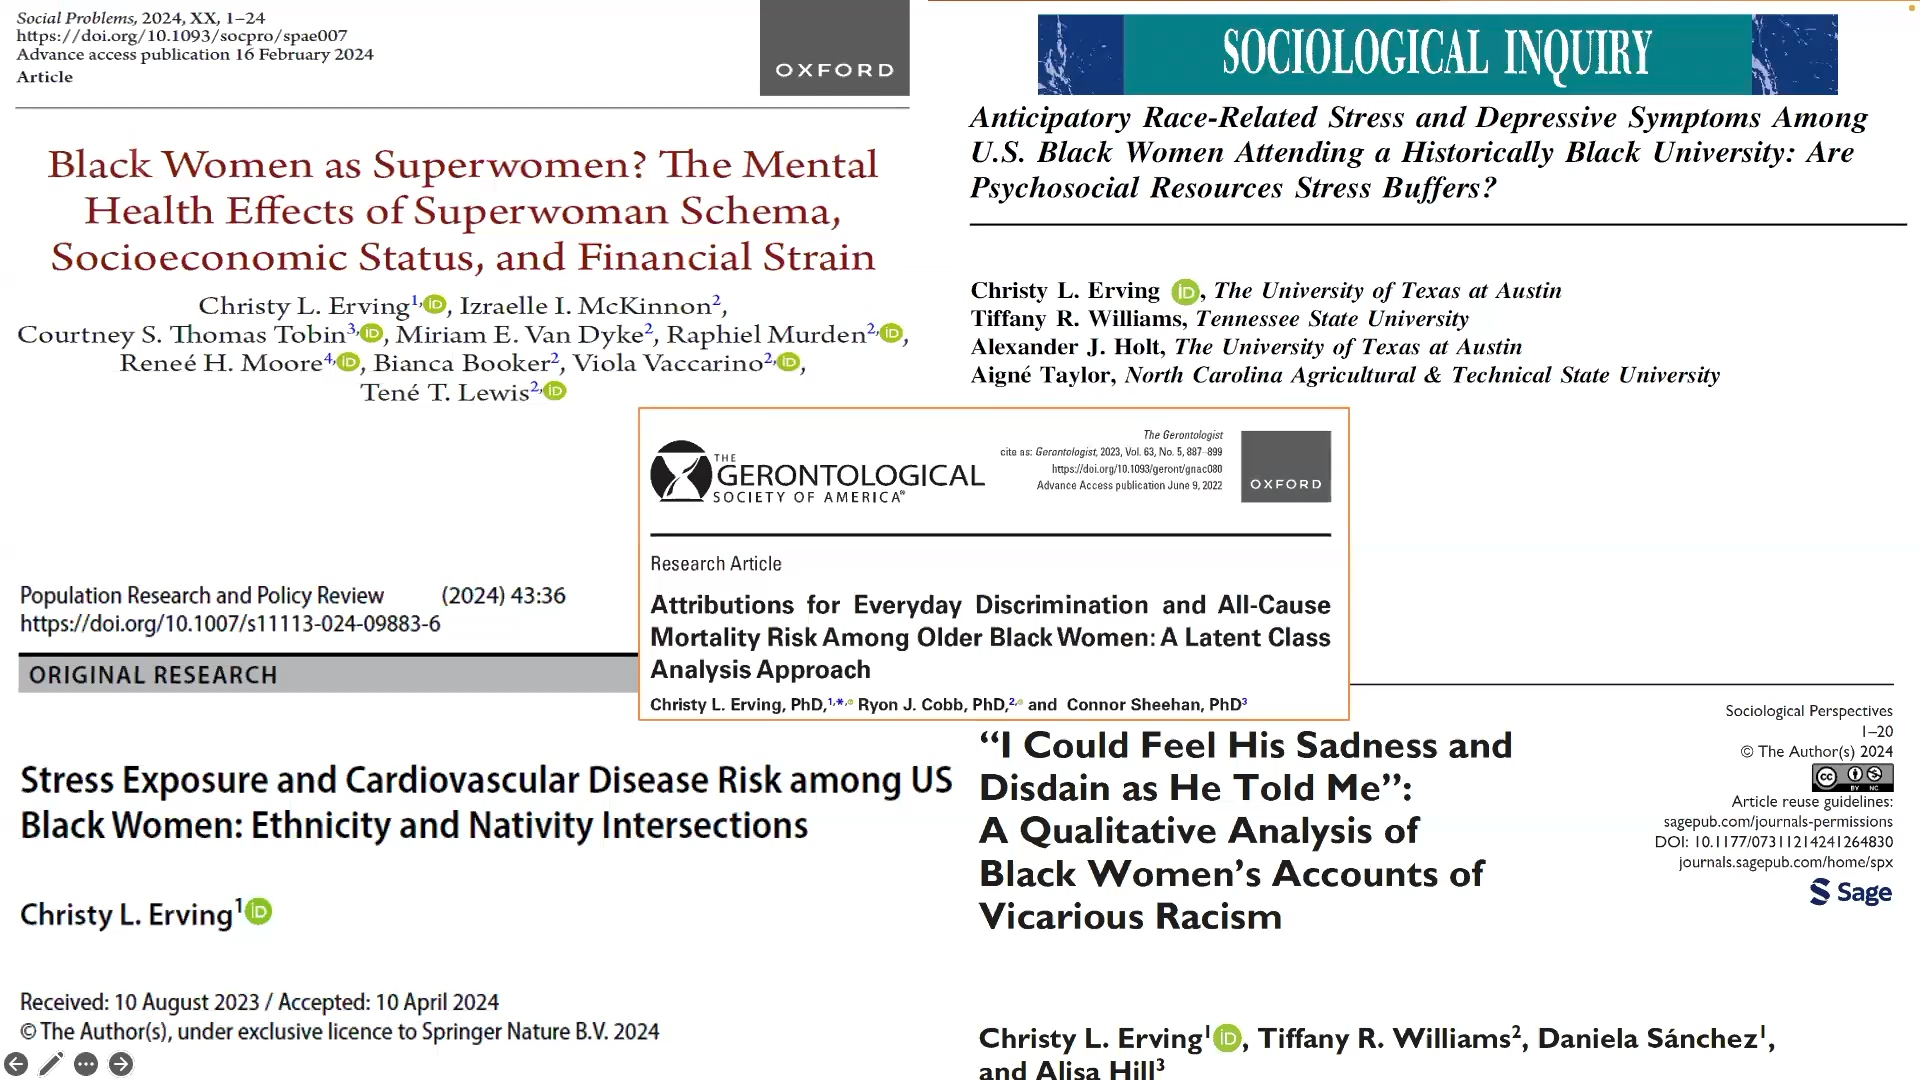 Social Problems, 2024, XX, 1–24
https://doi.org/10.1093/socpro/spae007
Advance access publication 16 February 2024
Article
OXFORD
Black Women as Superwomen? The Mental
Health Effects of Superwoman Schema,
Socioeconomic Status, and Financial Strain
Christy L. Erving1, iD, Izraelle I. McKinnon2,
Courtney S. Thomas Tobin3, iD, Miriam E. Van Dyke2, Raphiel Murden2, iD,
Reneé H. Moore4, iD, Bianca Booker2, Viola Vaccarino2, iD,
Tené T. Lewis2, iD
SOCIOLOGICAL INQUIRY
Anticipatory Race-Related Stress and Depressive Symptoms Among
U.S. Black Women Attending a Historically Black University: Are
Psychosocial Resources Stress Buffers?
Christy L. Erving iD, The University of Texas at Austin
Tiffany R. Williams, Tennessee State University
Alexander J. Holt, The University of Texas at Austin
Aigné Taylor, North Carolina Agricultural & Technical State University
THE
GERONTOLOGICAL
SOCIETY OF AMERICA®
The Gerontologist
cite as: Gerontologist, 2023, Vol. 63, No. 5, 887–899
https://doi.org/10.1093/geront/gnac080
Advance Access publication June 9, 2022
OXFORD
Research Article
Attributions for Everyday Discrimination and All-Cause
Mortality Risk Among Older Black Women: A Latent Class
Analysis Approach
Christy L. Erving, PhD,1,*, Ryon J. Cobb, PhD,2, and Connor Sheehan, PhD3
Population Research and Policy Review (2024) 43:36
https://doi.org/10.1007/s11113-024-09883-6
ORIGINAL RESEARCH
Stress Exposure and Cardiovascular Disease Risk among US
Black Women: Ethnicity and Nativity Intersections
Christy L. Erving1 iD
Received: 10 August 2023 / Accepted: 10 April 2024
© The Author(s), under exclusive licence to Springer Nature B.V. 2024
Sociological Perspectives
1–20
© The Author(s) 2024
cc BY NC
Article reuse guidelines:
sagepub.com/journals-permissions
DOI: 10.1177/07311214241264830
journals.sagepub.com/home/spx
S Sage
“I Could Feel His Sadness and
Disdain as He Told Me”:
A Qualitative Analysis of
Black Women’s Accounts of
Vicarious Racism
Christy L. Erving1 iD, Tiffany R. Williams2, Daniela Sánchez1,
and Alisa Hill3